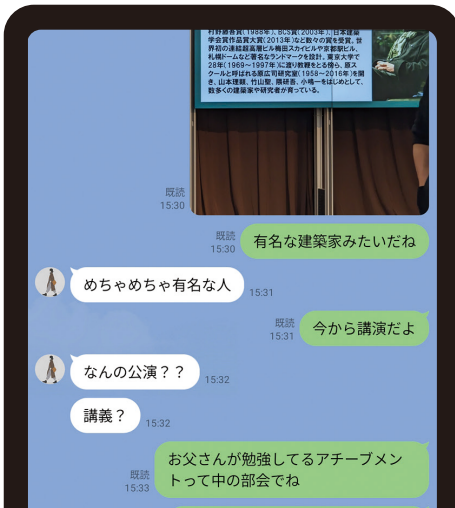 村野藤吾賞(1988年)、BCS賞(2003年)、日本建築
学会賞作品賞大賞(2013年)など数々の賞を受賞。世
界初の連結超高層ビル梅田スカイビルや京都駅ビル、
札幌ドームなど著名なランドマークを設計。東京大学で
28年(1969～1997年)に渡り教鞭をとる傍ら、原ス
クールと呼ばれる原広司研究室(1958～2016年)を開
き、山本理顕、竹山聖、隈研吾、小嶋一をはじめとして、
数多くの建築家や研究者が育っている。
既読
15:30
既読
15:30
有名な建築家みたいだね
めちゃめちゃ有名な人
15:31
既読
15:31
今から講演だよ
なんの公演？？
15:32
講義？
15:32
お父さんが勉強してるアチーブメン
トって中の部会でね
既読
15:33